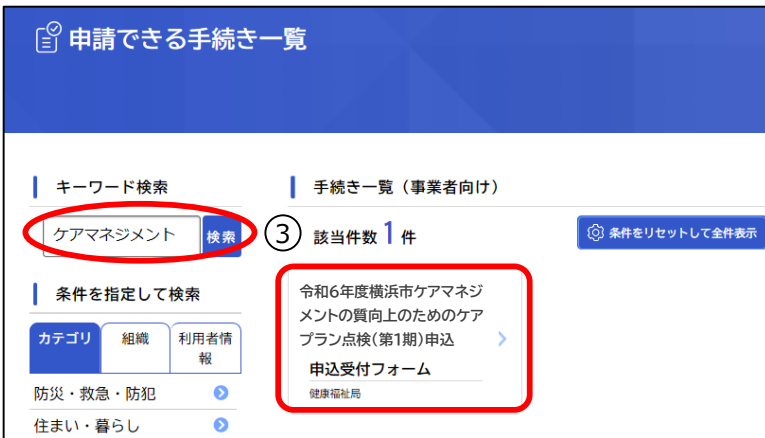 申請できる手続き一覧
キーワード検索
ケアマネジメント 検索
条件を指定して検索
カテゴリ 組織 利用者情報
防災・救急・防犯
住まい・暮らし
手続き一覧（事業者向け）
③ 該当件数 1 件
条件をリセットして全件表示
令和6年度横浜市ケアマネジ
メントの質向上のためのケア
プラン点検(第1期)申込
申込受付フォーム
健康福祉局